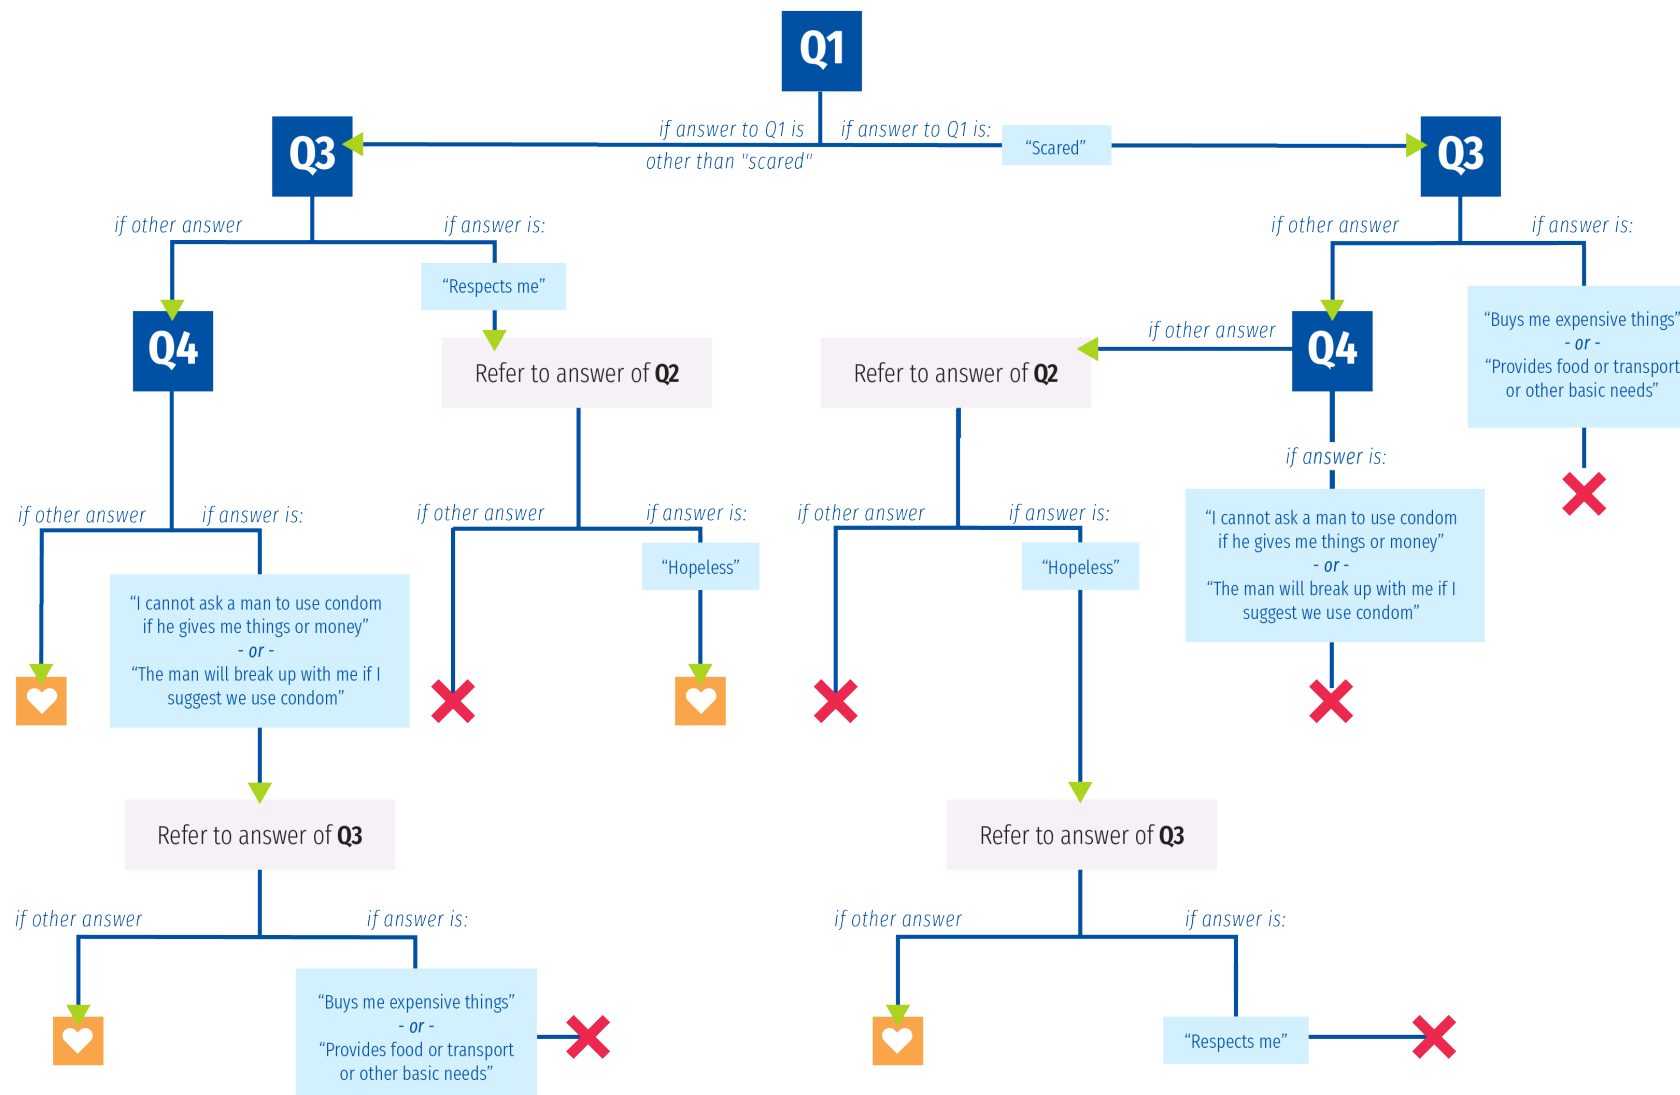 Q1
if answer to Q1 is
other than "scared"
if answer to Q1 is:
“Scared”
Q3
Q3
if other answer
if answer is:
if other answer
if answer is:
“Respects me”
“Buys me expensive things”
- or -
“Provides food or transport
or other basic needs”
Q4
Refer to answer of Q2
Refer to answer of Q2
if other answer
Q4
if answer is:
“I cannot ask a man to use condom
if he gives me things or money”
- or -
“The man will break up with me if I
suggest we use condom”
if other answer
if answer is:
if other answer
if answer is:
if other answer
if answer is:
“Hopeless”
“Hopeless”
“I cannot ask a man to use condom
if he gives me things or money”
- or -
“The man will break up with me if I
suggest we use condom”
Refer to answer of Q3
Refer to answer of Q3
if other answer
if answer is:
if other answer
if answer is:
“Buys me expensive things”
- or -
“Provides food or transport
or other basic needs”
“Respects me”